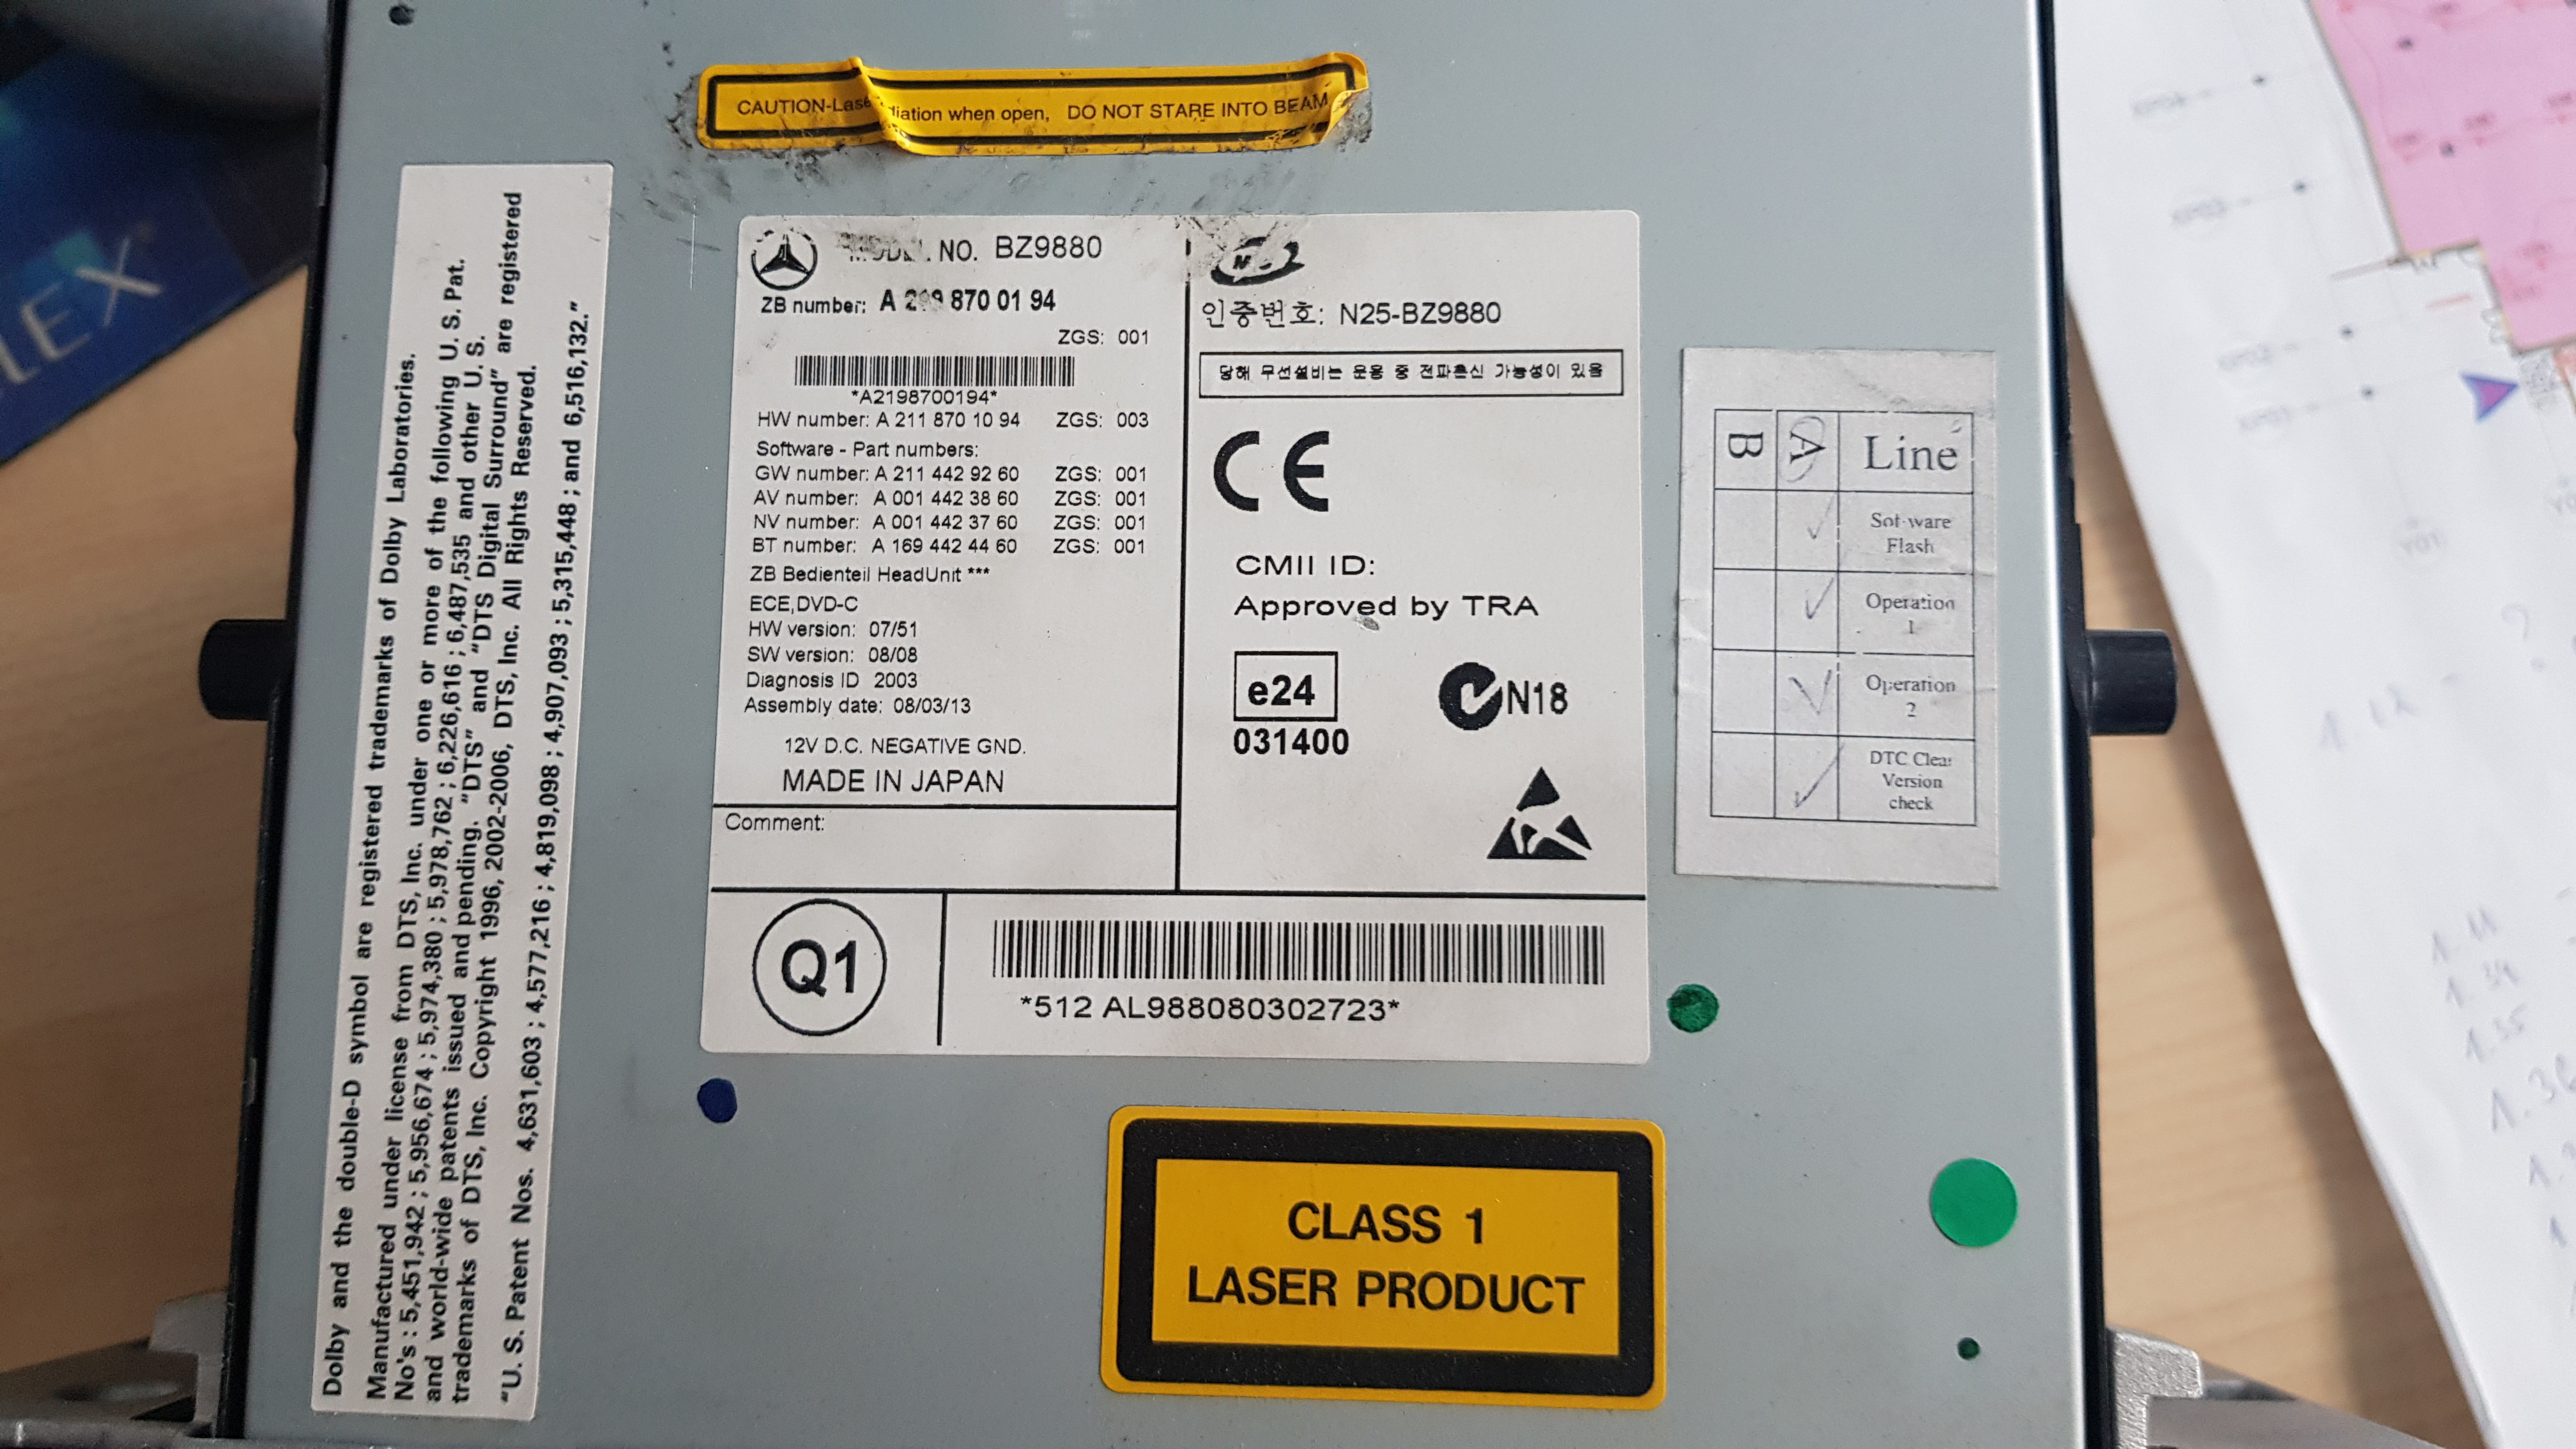 CAUTION-Lase diation when open, DO NOT STARE INTO BEAM
NO. BZ9880
ZB number: A 219 870 01 94
ZGS: 001
*A2198700194*
HW number: A 211 870 10 94 ZGS: 003
Software - Part numbers:
GW number: A 211 442 92 60 ZGS: 001
AV number: A 001 442 38 60 ZGS: 001
NV number: A 001 442 37 60 ZGS: 001
BT number: A 169 442 44 60 ZGS: 001
ZB Bedienteil HeadUnit ***
ECE,DVD-C
HW version: 07/51
SW version: 08/08
Diagnosis ID 2003
Assembly date: 08/03/13
12V D.C. NEGATIVE GND.
MADE IN JAPAN
Comment:
인증번호: N25-BZ9880
당해 무선설비는 운용 중 전파혼신 가능성이 있음
CE
CMII ID:
Approved by TRA
e24
031400
N18
Q1
*512 AL988080302723*
CLASS 1
LASER PRODUCT
B A Line
Software
Flash
Operation
1
Operation
2
DTC Clear
Version
check
Dolby and the double-D symbol are registered trademarks of Dolby Laboratories.
Manufactured under license from DTS, Inc. under one or more of the following U. S. Pat.
No's : 5,451,942 ; 5,956,674 ; 5,974,380 ; 5,978,762 ; 6,226,616 ; 6,487,535 and other U. S.
and world-wide patents issued and pending. "DTS" and "DTS Digital Surround" are registered
trademarks of DTS, Inc. Copyright 1996, 2002-2006, DTS, Inc. All Rights Reserved.
"U. S. Patent Nos. 4,631,603 ; 4,577,216 ; 4,819,098 ; 4,907,093 ; 5,315,448 ; and 6,516,132."
LEX
1.35